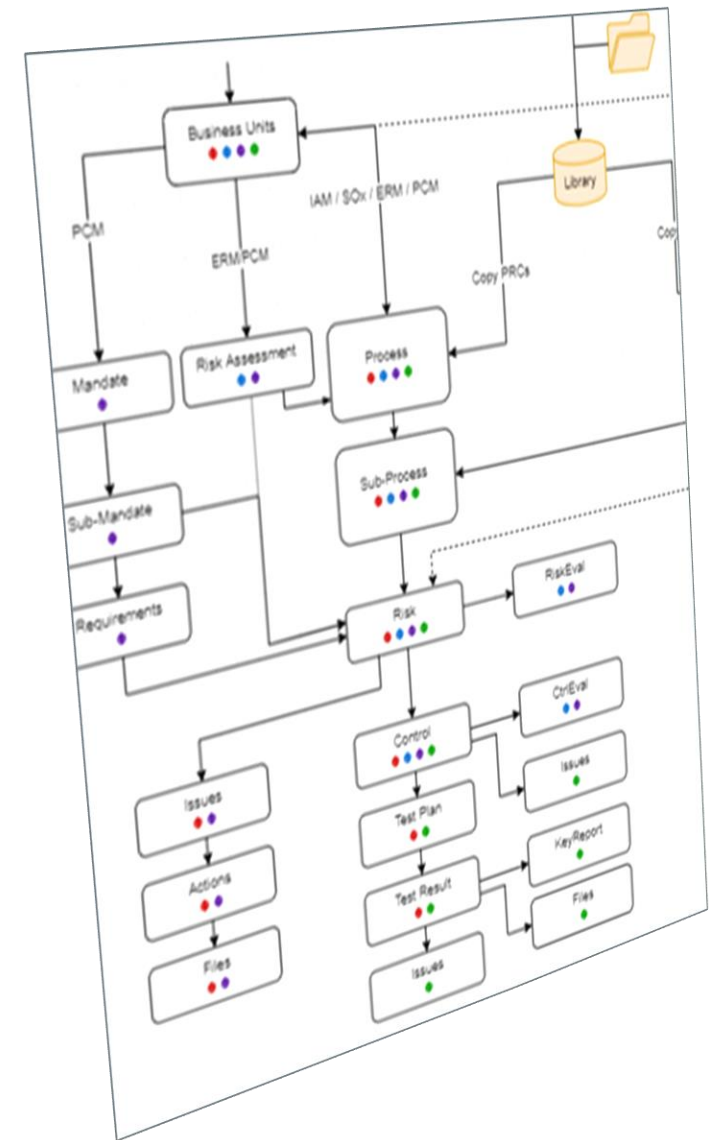 Business Units
Library
IAM / SOx / ERM / PCM
PCM
Cop
ERM/PCM
Copy PRCs
Risk Assessment
Process
Mandate
Sub-Process
Sub-Mandate
RiskEval
Requirements
Risk
CtrlEval
Control
Issues
Issues
Test Plan
KeyReport
Actions
Test Result
Files
Files
Issues